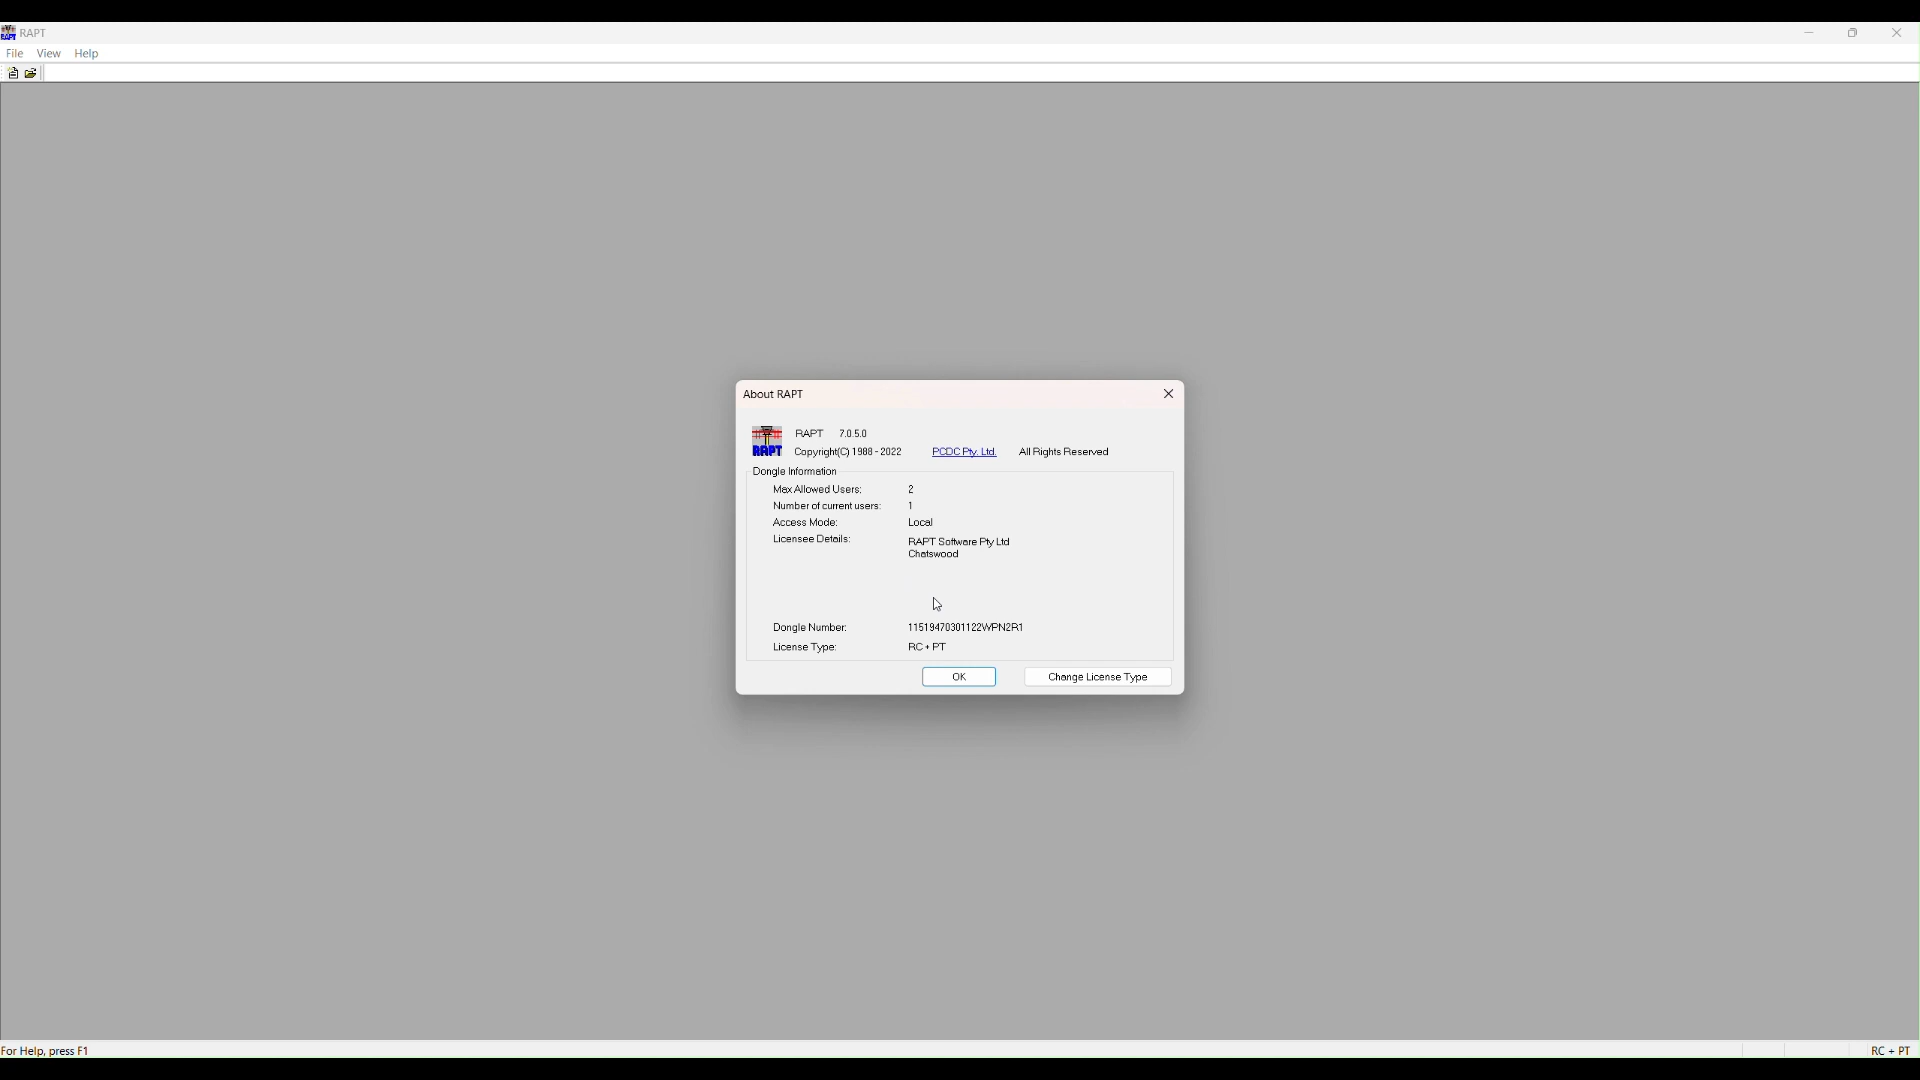 RAPT
File View Help
About RAPT
RAPT 7.0.5.0
RAPT Copyright(C) 1988 - 2022 PCDC Pty. Ltd. All Rights Reserved
Dongle Information
Max Allowed Users: 2
Number of current users: 1
Access Mode: Local
Licensee Details: RAPT Software Pty Ltd
Chatswood
Dongle Number: 11519470301122WPN2R1
License Type: RC + PT
OK Change License Type
For Help, press F1 RC + PT